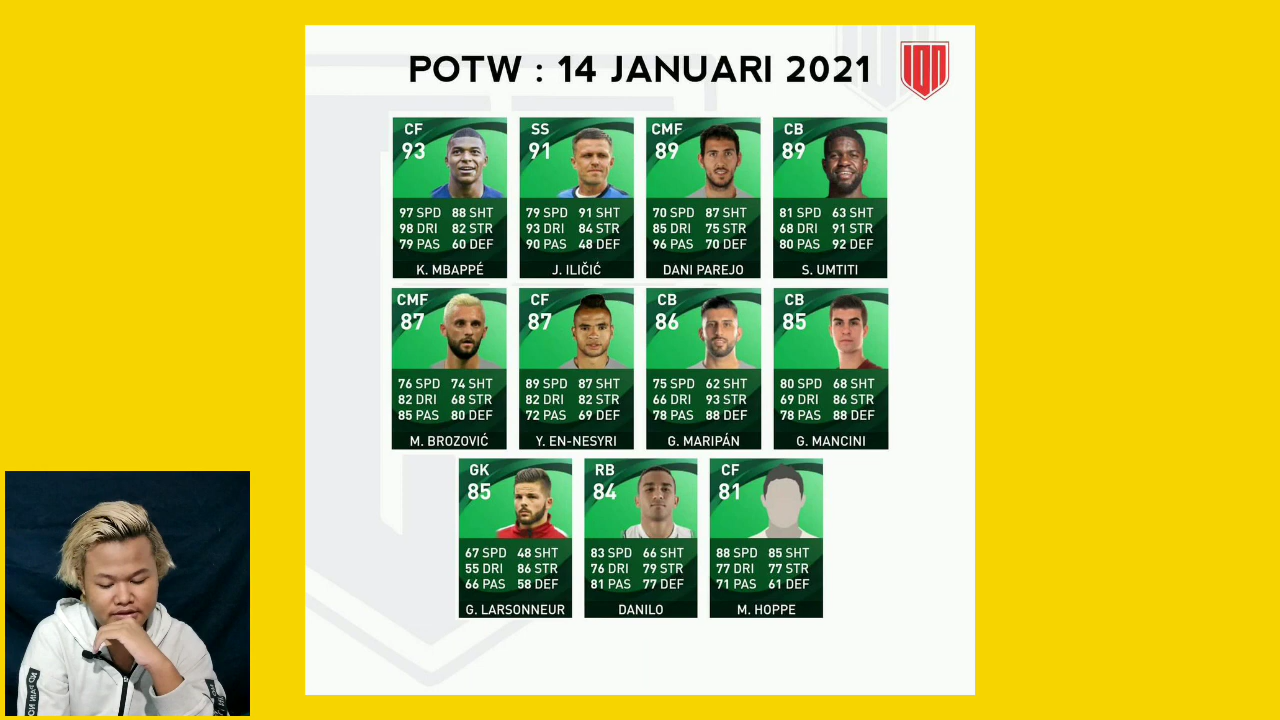 POTW : 14 JANUARI 2021
CF
93
97 SPD 88 SHT
98 DRI 82 STR
79 PAS 60 DEF
K. MBAPPÉ
SS
91
79 SPD 91 SHT
93 DRI 84 STR
90 PAS 48 DEF
J. ILIČIĆ
CMF
89
70 SPD 87 SHT
85 DRI 75 STR
96 PAS 70 DEF
DANI PAREJO
CB
89
81 SPD 63 SHT
68 DRI 91 STR
80 PAS 92 DEF
S. UMTITI
CMF
87
76 SPD 74 SHT
82 DRI 68 STR
85 PAS 80 DEF
M. BROZOVIĆ
CF
87
89 SPD 87 SHT
82 DRI 82 STR
72 PAS 69 DEF
Y. EN-NESYRI
CB
86
75 SPD 62 SHT
66 DRI 93 STR
78 PAS 88 DEF
G. MARIPÁN
CB
85
80 SPD 68 SHT
69 DRI 86 STR
78 PAS 88 DEF
G. MANCINI
GK
85
67 SPD 48 SHT
55 DRI 86 STR
66 PAS 58 DEF
G. LARSONNEUR
RB
84
83 SPD 66 SHT
76 DRI 79 STR
81 PAS 77 DEF
DANILO
CF
81
88 SPD 85 SHT
77 DRI 77 STR
71 PAS 61 DEF
M. HOPPE